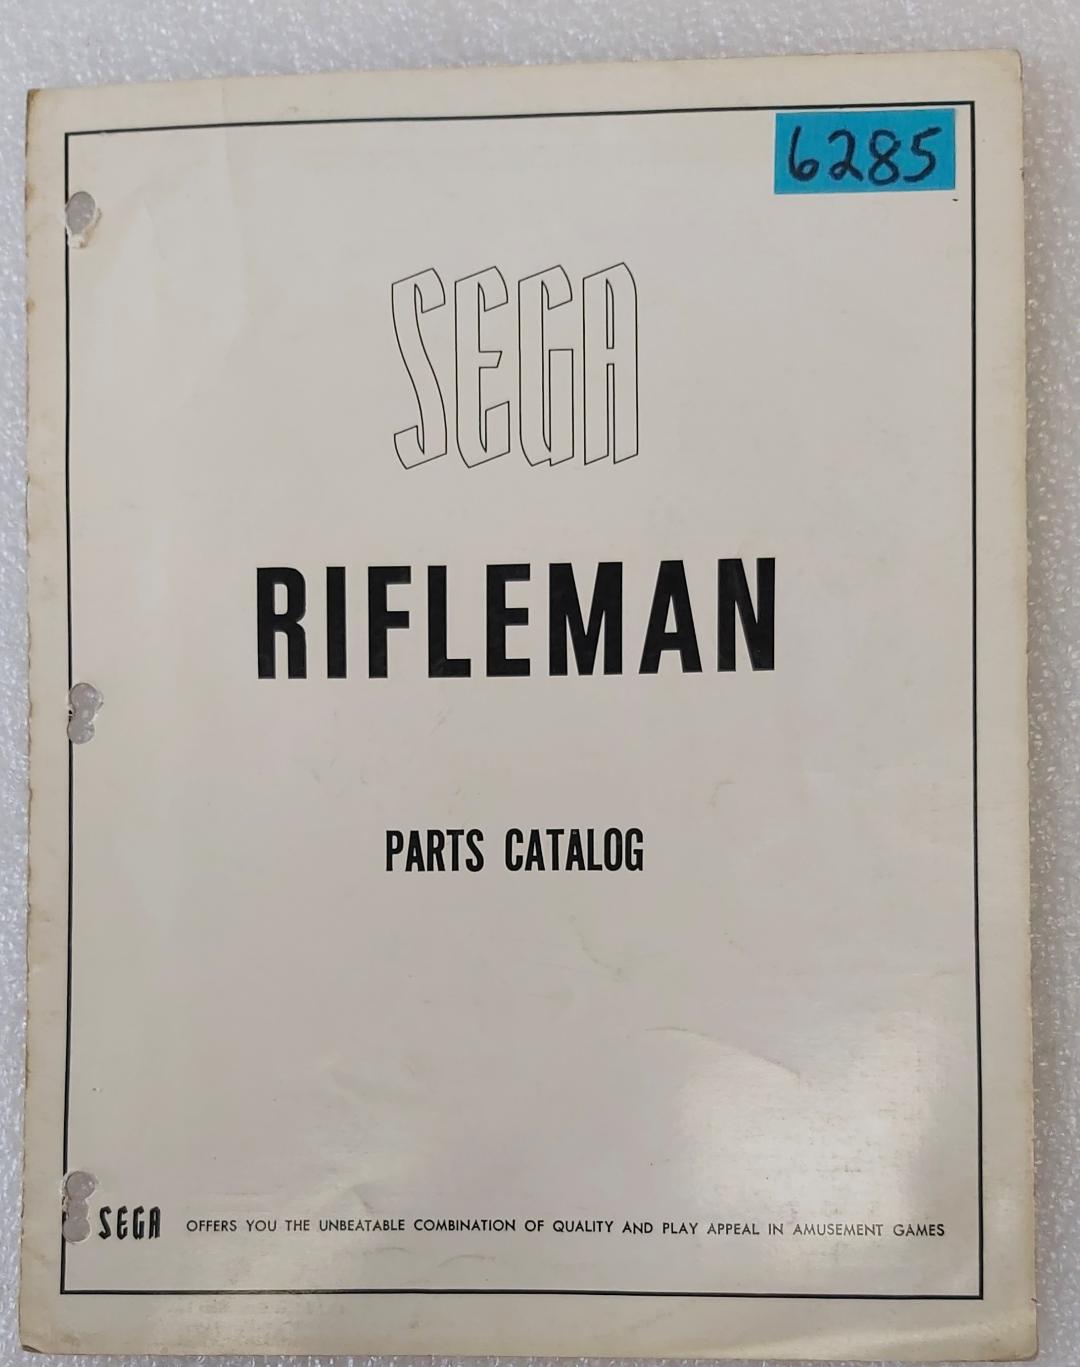 6285
SEGA
RIFLEMAN
PARTS CATALOG
SEGA OFFERS YOU THE UNBEATABLE COMBINATION OF QUALITY AND PLAY APPEAL IN AMUSEMENT GAMES